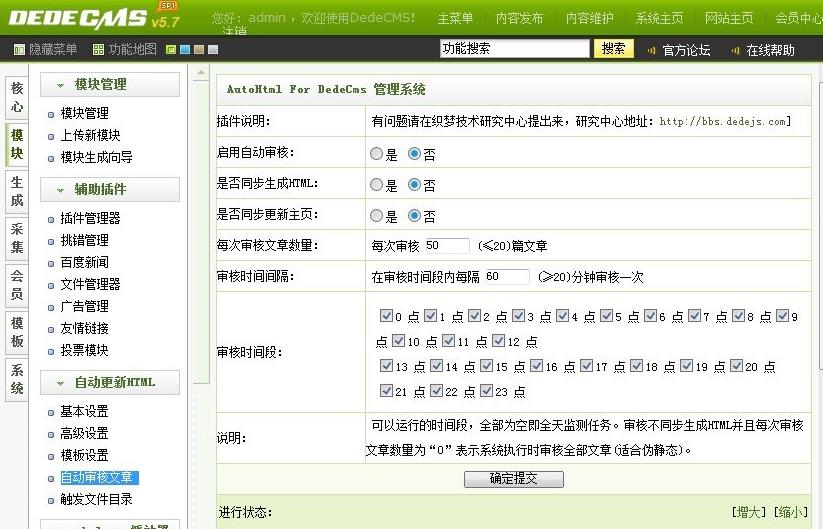 DEDECMS v5.7 SP1
您好: admin ，欢迎使用DedeCMS!
注销
主菜单 内容发布 内容维护 系统主页 网站主页 会员中心
隐藏菜单 功能地图 功能搜索 搜索 官方论坛 在线帮助
核心
模块
生成
采集
会员
模板
系统
模块管理
模块管理
上传新模块
模块生成向导
辅助插件
插件管理器
挑错管理
百度新闻
文件管理器
广告管理
友情链接
投票模块
自动更新HTML
基本设置
高级设置
模板设置
自动审核文章
触发文件目录
AutoHtml For DedeCms 管理系统
插件说明: 有问题请在织梦技术研究中心提出来，研究中心地址: http://bbs.dedejs.com]
启用自动审核: 是 否
是否同步生成HTML: 是 否
是否同步更新主页: 是 否
每次审核文章数量: 每次审核 50 (≤20)篇文章
审核时间间隔: 在审核时间段内每隔 60 (≥20)分钟审核一次
审核时间段:
0 点 1 点 2 点 3 点 4 点 5 点 6 点 7 点 8 点 9
点 10 点 11 点 12 点
13 点 14 点 15 点 16 点 17 点 18 点 19 点 20 点
21 点 22 点 23 点
说明:
可以运行的时间段，全部为空即全天监测任务。审核不同步生成HTML并且每次审核
文章数量为“0”表示系统执行时审核全部文章(适合伪静态)。
确定提交
进行状态: [增大] [缩小]